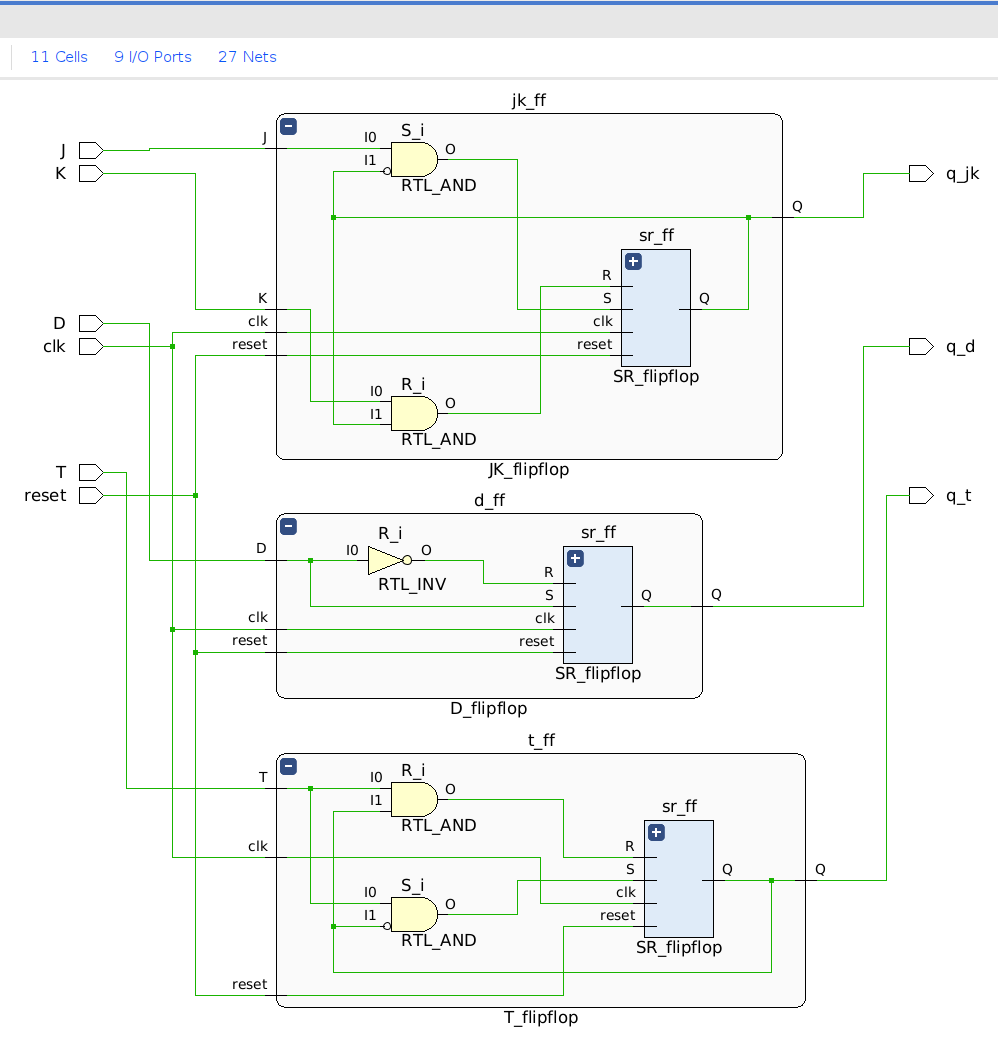 11 Cells 9 I/O Ports 27 Nets
jk_ff
J
J
I0
S_i
I1
O
RTL_AND
K
q_jk
Q
sr_ff
R
S
Q
clk
reset
SR_flipflop
K
clk
reset
D
clk
q_d
I0
R_i
I1
O
RTL_AND
JK_flipflop
T
reset
q_t
d_ff
D
I0
R_i
O
RTL_INV
sr_ff
R
S
Q
clk
reset
SR_flipflop
Q
clk
reset
D_flipflop
t_ff
T
I0
R_i
I1
O
RTL_AND
sr_ff
R
S
Q
clk
reset
SR_flipflop
Q
clk
I0
S_i
I1
O
RTL_AND
reset
T_flipflop